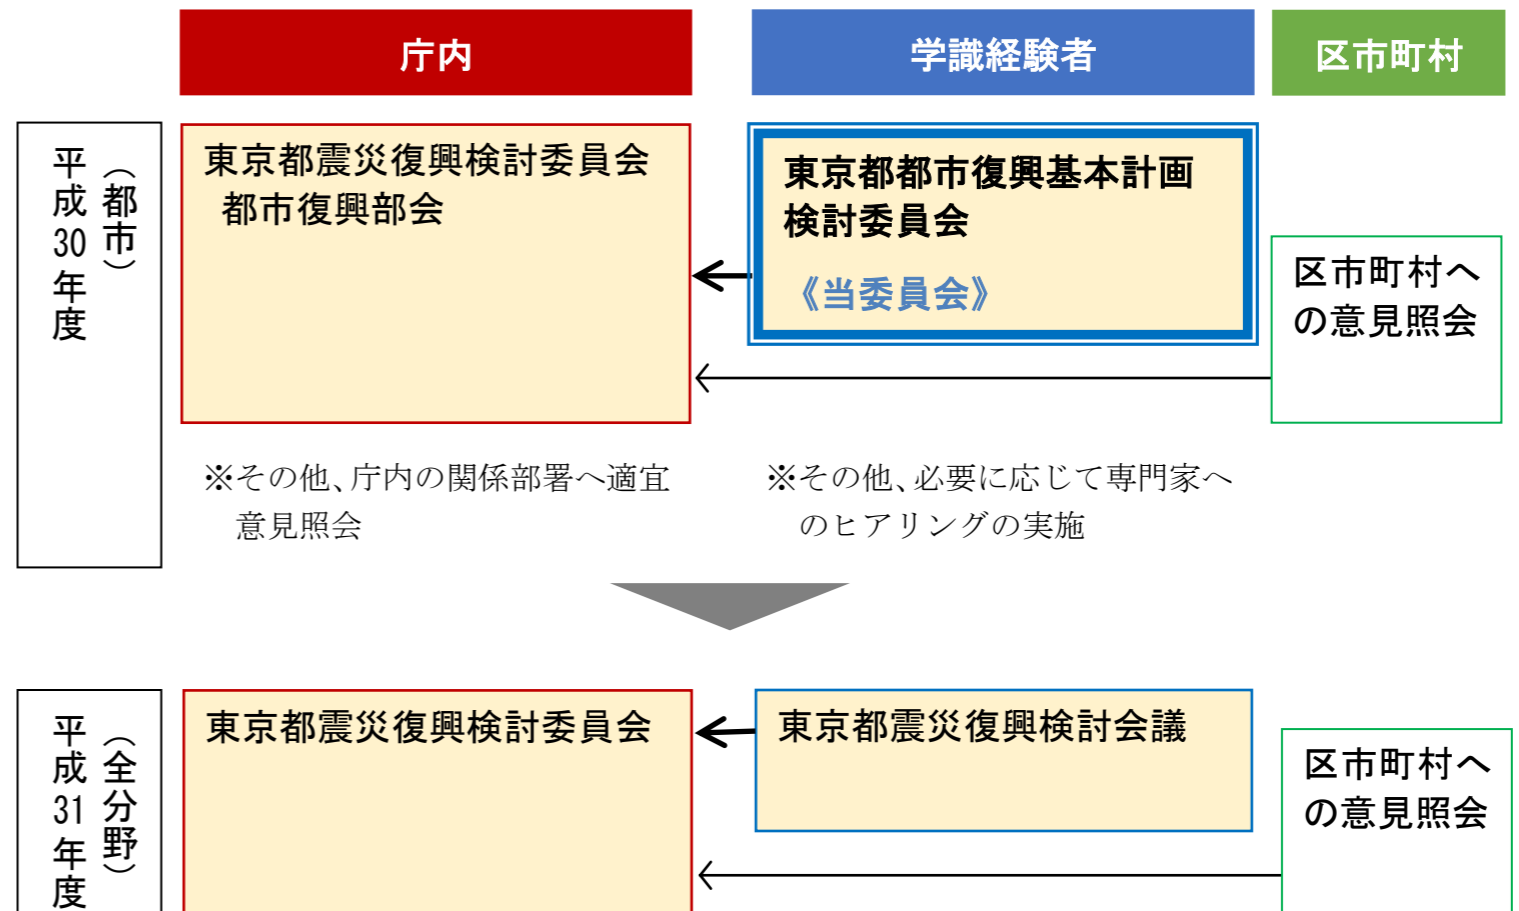 庁内
学識経験者
区市町村
平成30年度
（都市）
東京都震災復興検討委員会
都市復興部会
東京都都市復興基本計画
検討委員会
《当委員会》
区市町村へ
の意見照会
※その他、庁内の関係部署へ適宜
意見照会
※その他、必要に応じて専門家へ
のヒアリングの実施
平成31年度
（全分野）
東京都震災復興検討委員会
東京都震災復興検討会議
区市町村へ
の意見照会